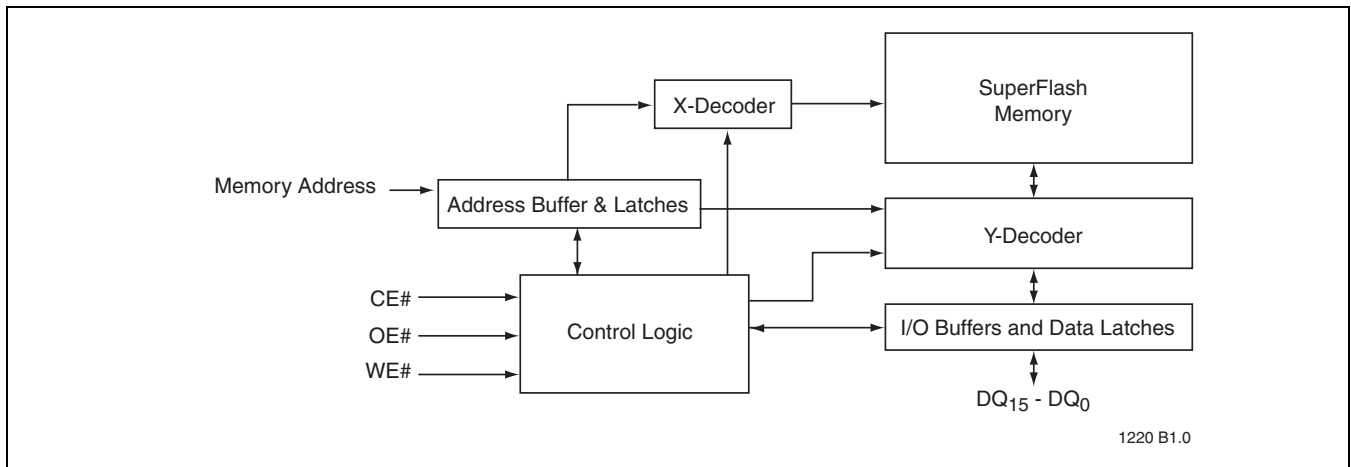 SuperFlash
Memory
X-Decoder
Memory Address
Address Buffer & Latches
Y-Decoder
CE#
OE#
WE#
Control Logic
I/O Buffers and Data Latches
DQ15 - DQ0
1220 B1.0